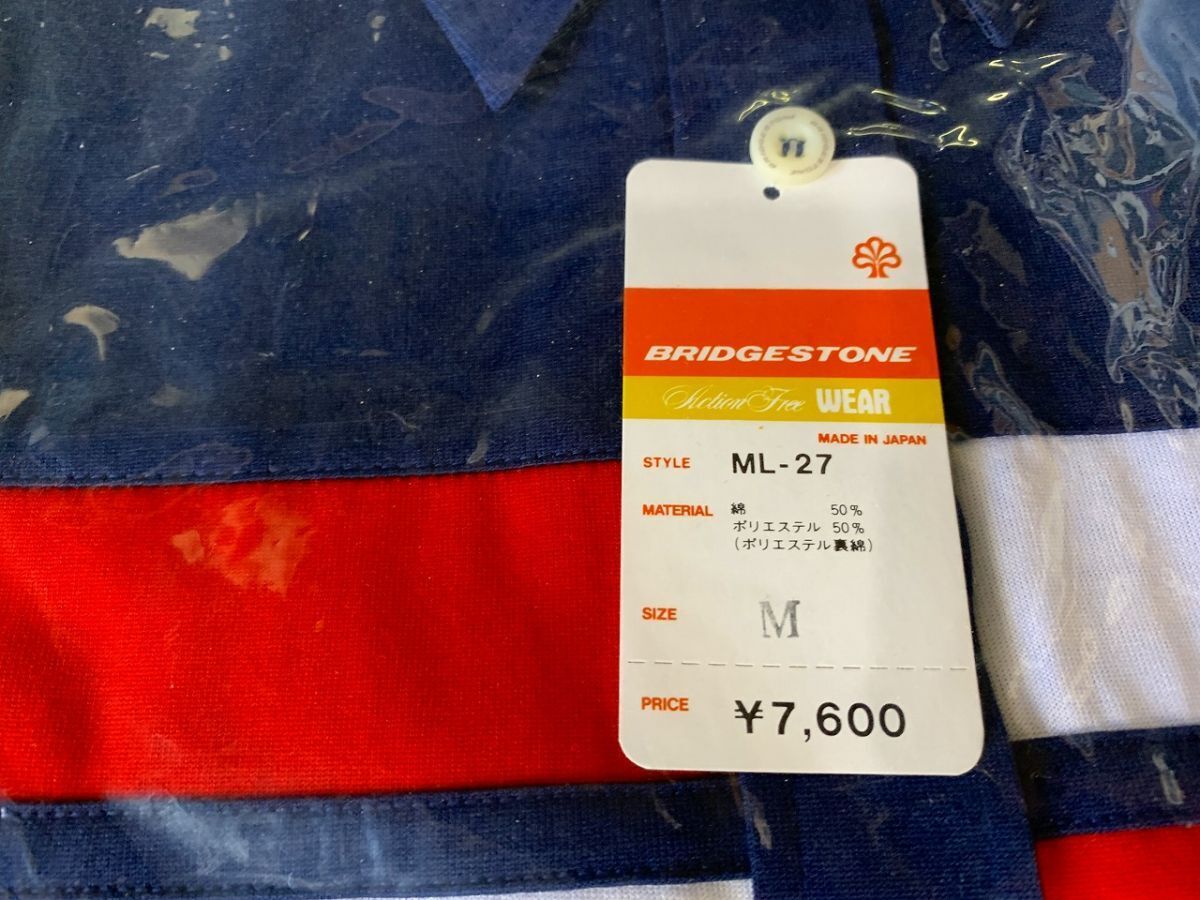 BRIDGESTONE
Action Free WEAR
MADE IN JAPAN
STYLE ML-27
MATERIAL 綿 50%
ポリエステル 50%
(ポリエステル裏綿)
SIZE M
PRICE ¥7,600